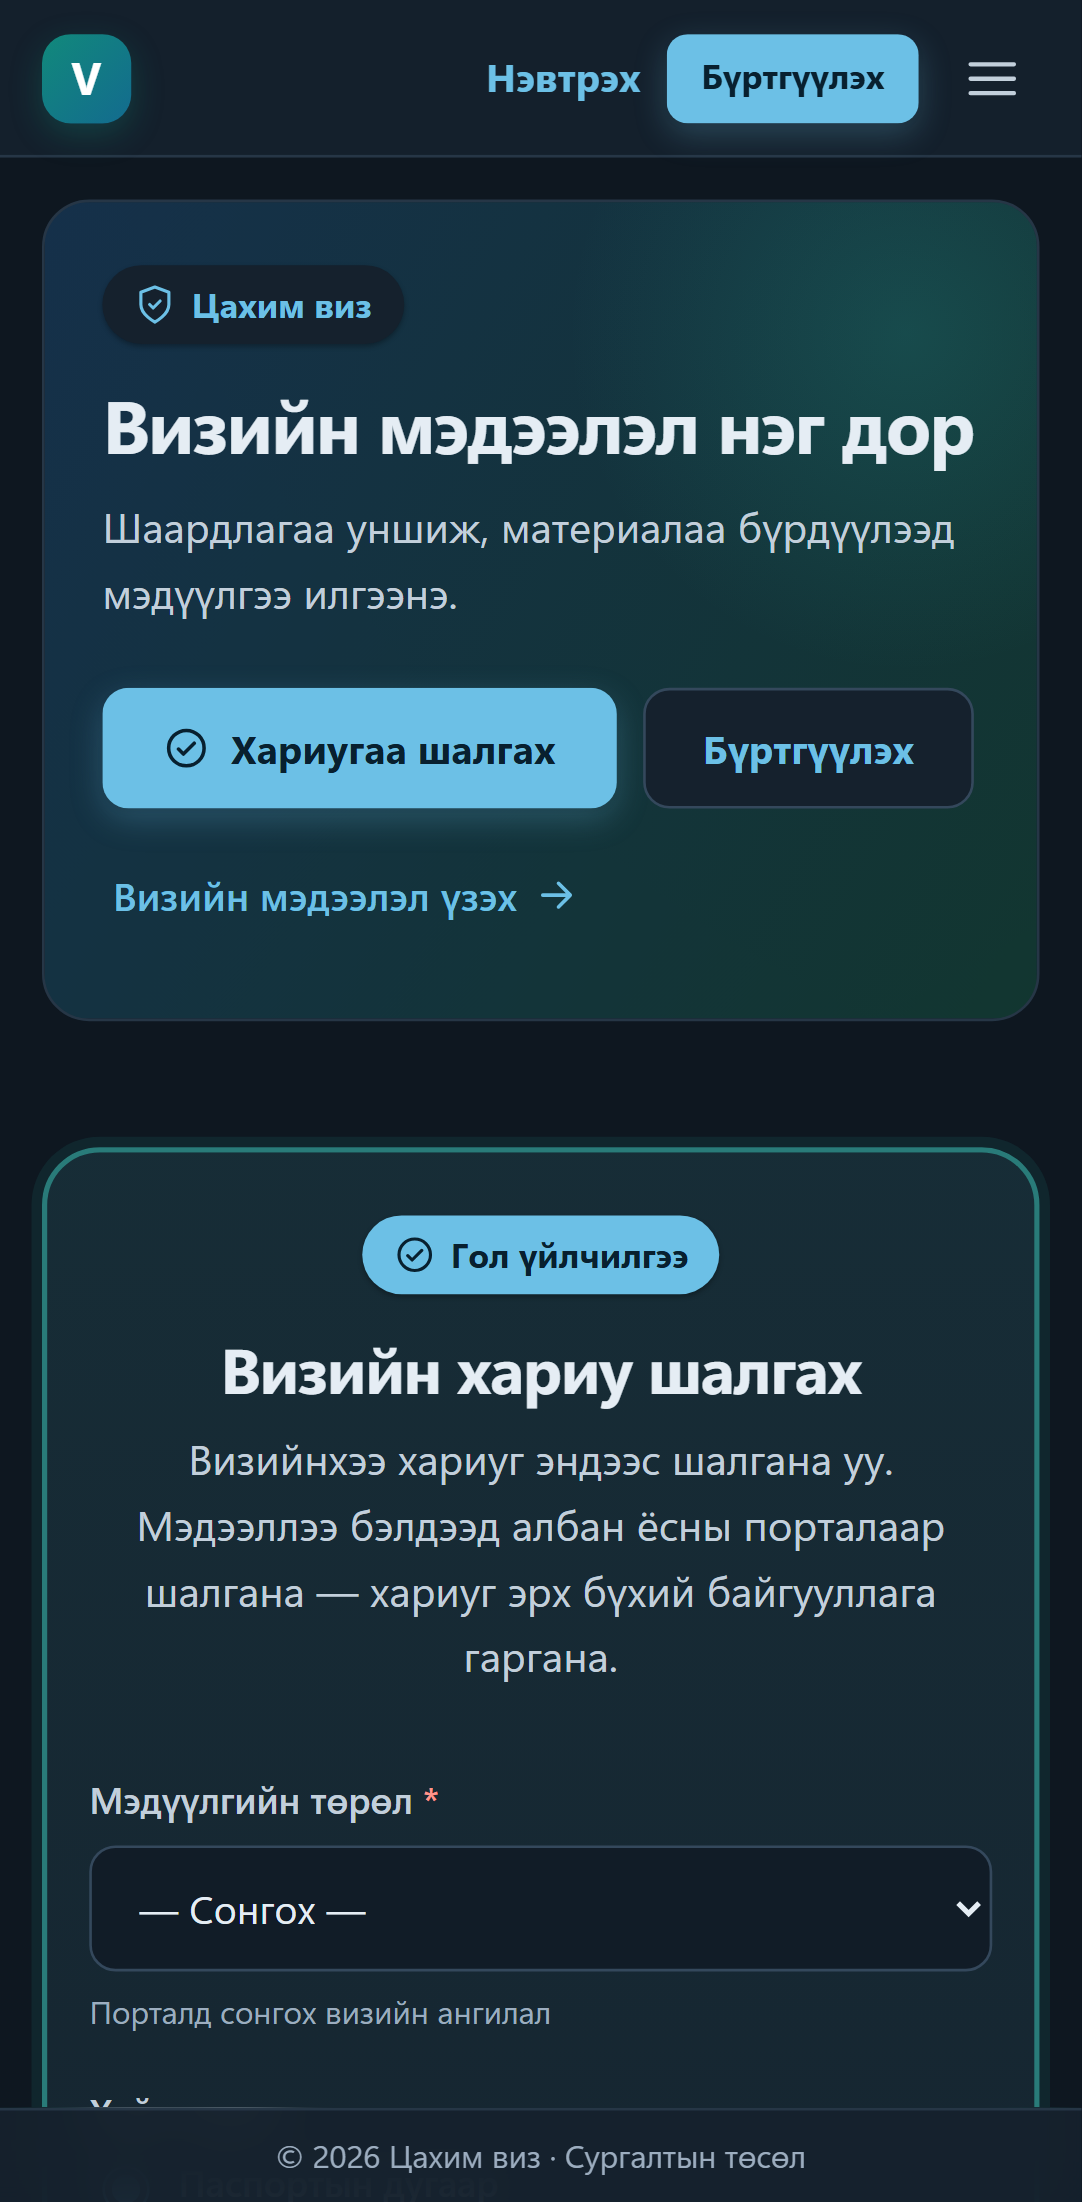 V
Нэвтрэх
Бүртгүүлэх
Цахим виз
Визийн мэдээлэл нэг дор
Шаардлагаа уншиж, материалаа бүрдүүлээд
мэдүүлгээ илгээнэ.
Хариугаа шалгах
Бүртгүүлэх
Визийн мэдээлэл үзэх →
Гол үйлчилгээ
Визийн хариу шалгах
Визийнхээ хариуг эндээс шалгана уу.
Мэдээллээ бэлдээд албан ёсны порталаар
шалгана — хариуг эрх бүхий байгууллага
гаргана.
Мэдүүлгийн төрөл *
— Сонгох —
Порталд сонгох визийн ангилал
© 2026 Цахим виз · Сургалтын төсөл
Паспортын дугаар